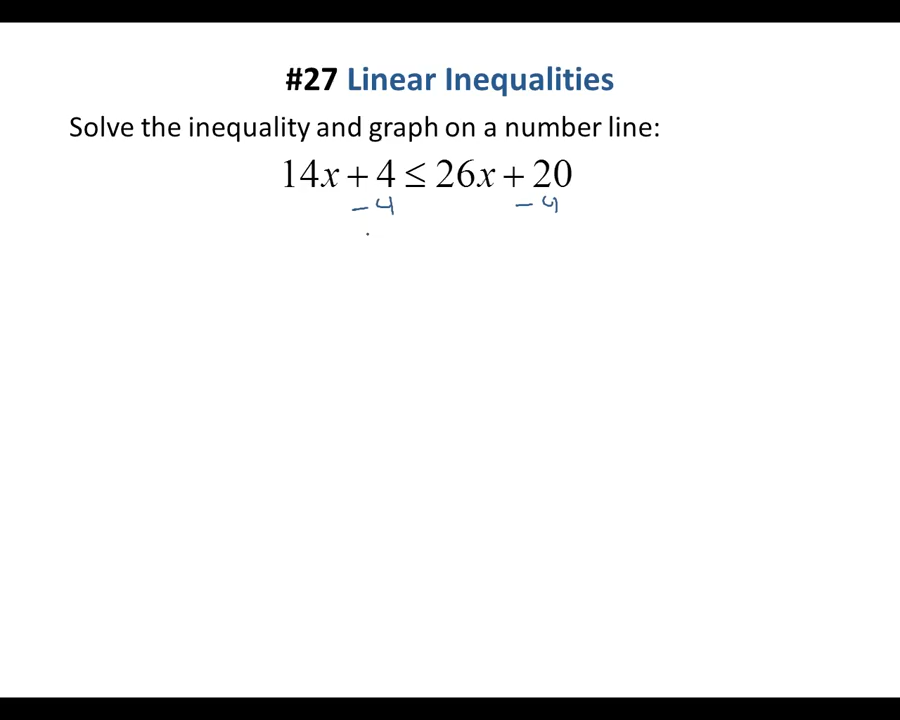 #27 Linear Inequalities
Solve the inequality and graph on a number line:
14x + 4 ≤ 26x + 20
– 4 – 4